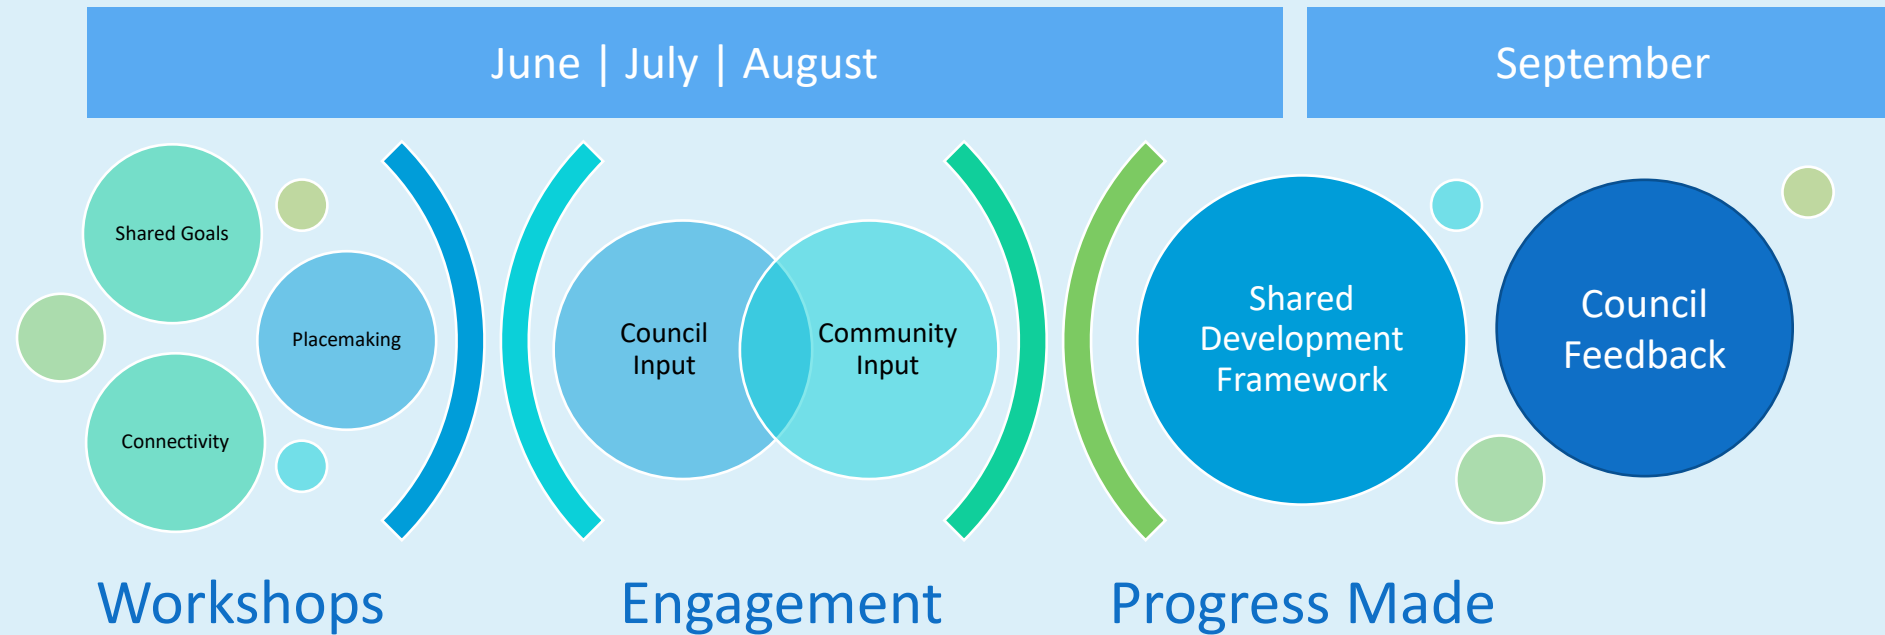 June | July | August
September
Shared Goals
Placemaking
Connectivity
Council
Input
Community
Input
Shared
Development
Framework
Council
Feedback
Workshops
Engagement
Progress Made